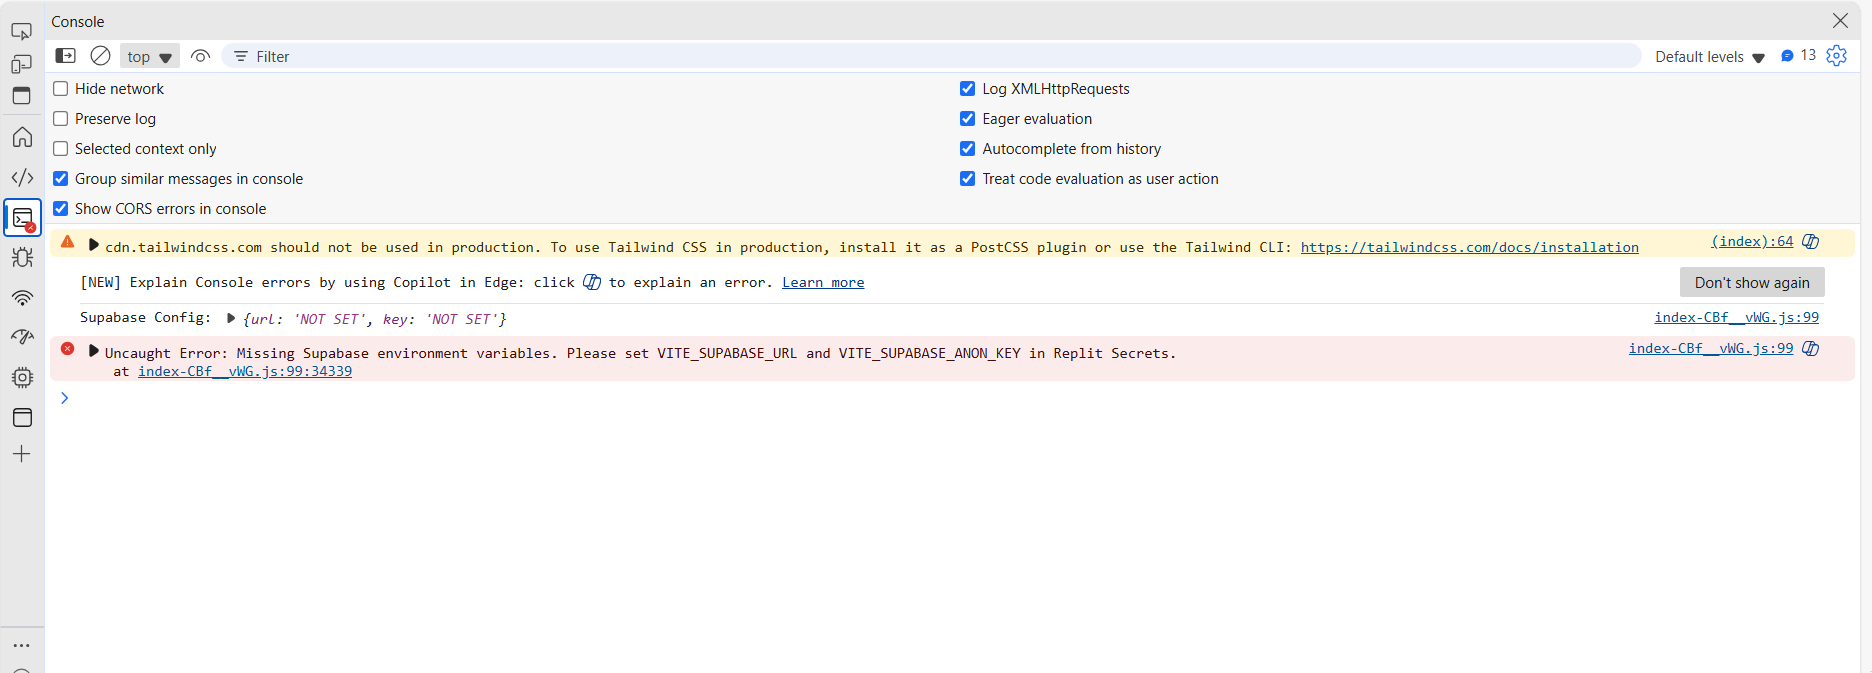 Console
top
Filter
Default levels
13
Hide network
Log XMLHttpRequests
Preserve log
Eager evaluation
Selected context only
Autocomplete from history
Group similar messages in console
Treat code evaluation as user action
Show CORS errors in console
cdn.tailwindcss.com should not be used in production. To use Tailwind CSS in production, install it as a PostCSS plugin or use the Tailwind CLI: https://tailwindcss.com/docs/installation (index):64
[NEW] Explain Console errors by using Copilot in Edge: click to explain an error. Learn more
Don't show again
Supabase Config: {url: 'NOT SET', key: 'NOT SET'} index-CBf__vWG.js:99
Uncaught Error: Missing Supabase environment variables. Please set VITE_SUPABASE_URL and VITE_SUPABASE_ANON_KEY in Replit Secrets. index-CBf__vWG.js:99
at index-CBf__vWG.js:99:34339